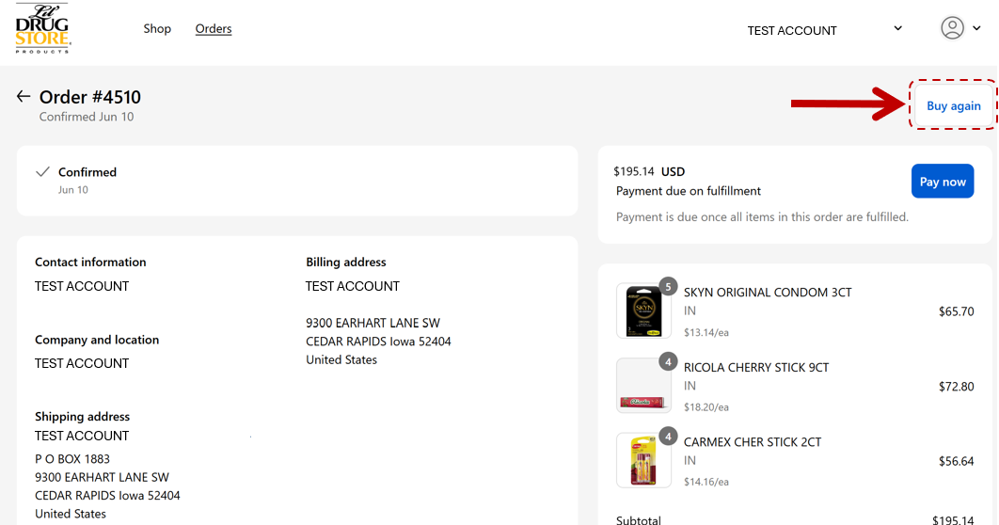 Lil'
DRUG
STORE
PRODUCTS
Shop
Orders
TEST ACCOUNT
Order #4510
Confirmed Jun 10
Buy again
Confirmed
Jun 10
$195.14 USD
Payment due on fulfillment
Pay now
Payment is due once all items in this order are fulfilled.
Contact information
TEST ACCOUNT
Company and location
TEST ACCOUNT
Shipping address
TEST ACCOUNT
P O BOX 1883
9300 EARHART LANE SW
CEDAR RAPIDS Iowa 52404
United States
Billing address
TEST ACCOUNT
9300 EARHART LANE SW
CEDAR RAPIDS Iowa 52404
United States
SKYN
5
SKYN ORIGINAL CONDOM 3CT
IN
$13.14/ea
$65.70
Ricola
4
RICOLA CHERRY STICK 9CT
IN
$18.20/ea
$72.80
4
CARMEX CHER STICK 2CT
IN
$14.16/ea
$56.64
Subtotal
$195.14